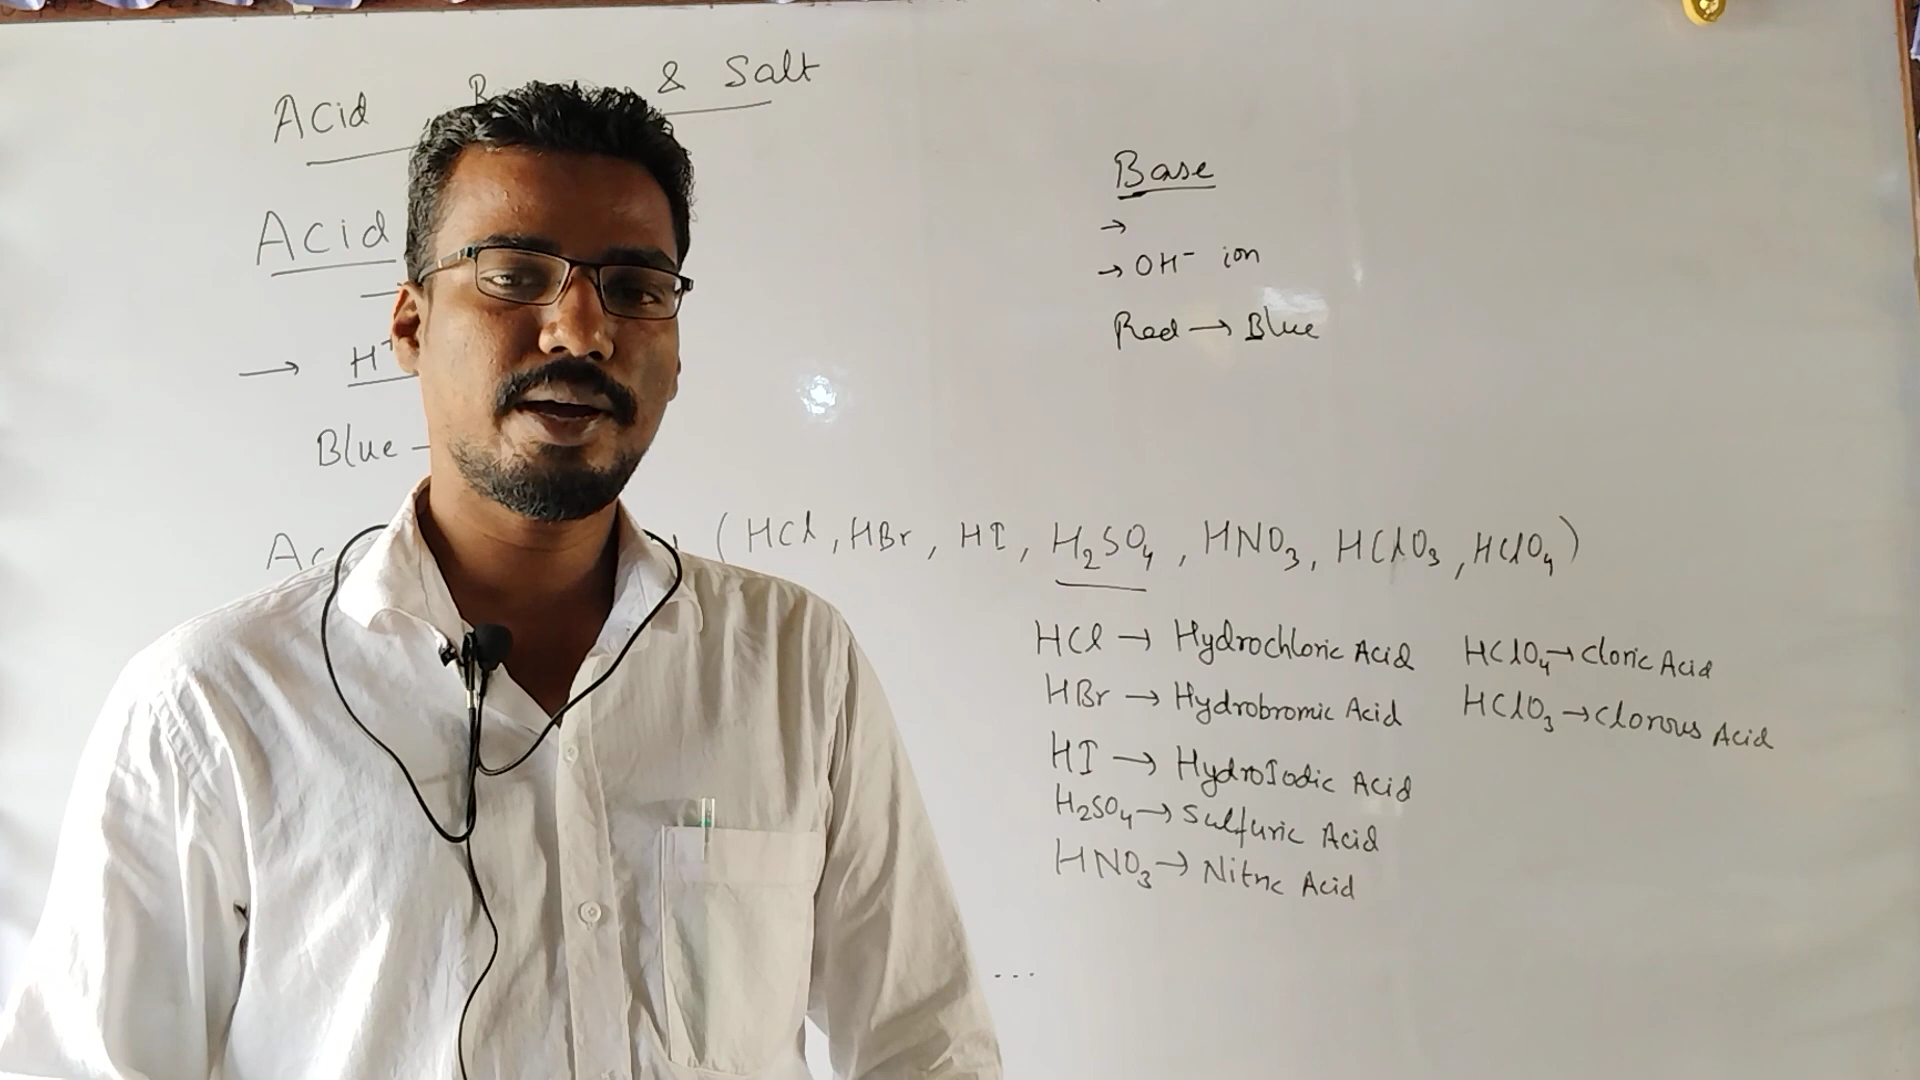 Acid & Salt
Acid
→ H+
Blue –
Base
→
→ OH⁻ ion
Red → Blue
(HCl, HBr, HI, H₂SO₄, HNO₃, HClO₃, HClO₄)
HCl → Hydrochloric Acid
HBr → Hydrobromic Acid
HI → HydroIodic Acid
H₂SO₄ → Sulfuric Acid
HNO₃ → Nitric Acid
HClO₄ → Cloric Acid
HClO₃ → Clorous Acid
...